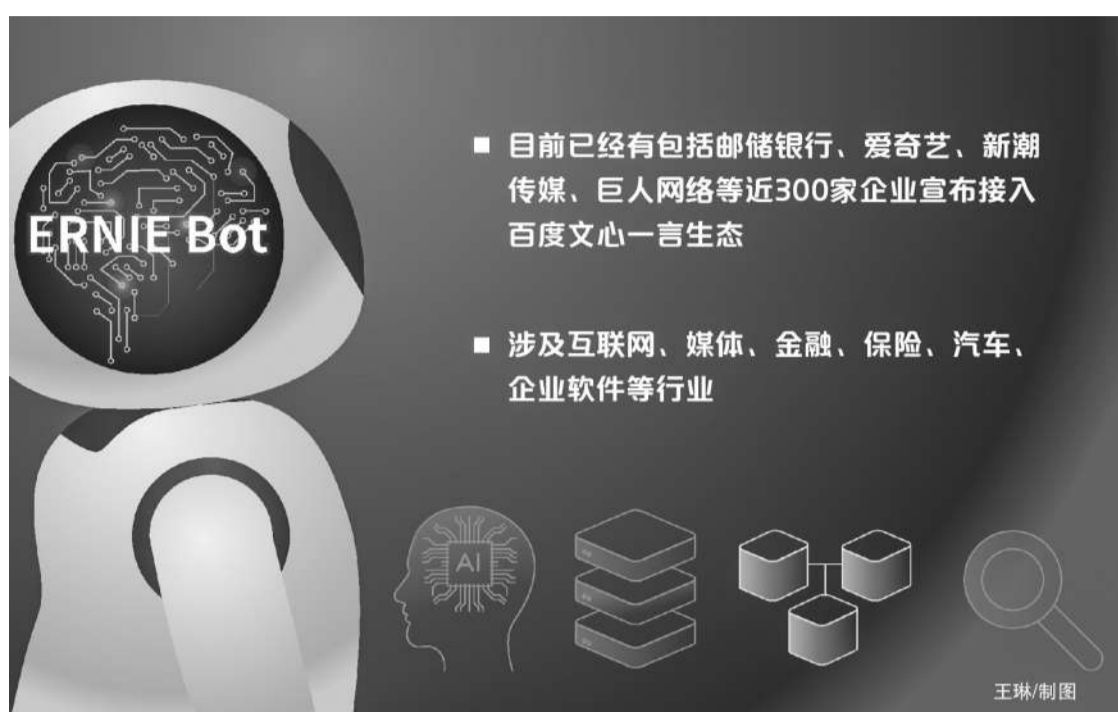 ERNIE Bot
■ 目前已经有包括邮储银行、爱奇艺、新潮
传媒、巨人网络等近300家企业宣布接入
百度文心一言生态
■ 涉及互联网、媒体、金融、保险、汽车、
企业软件等行业
AI
王琳/制图